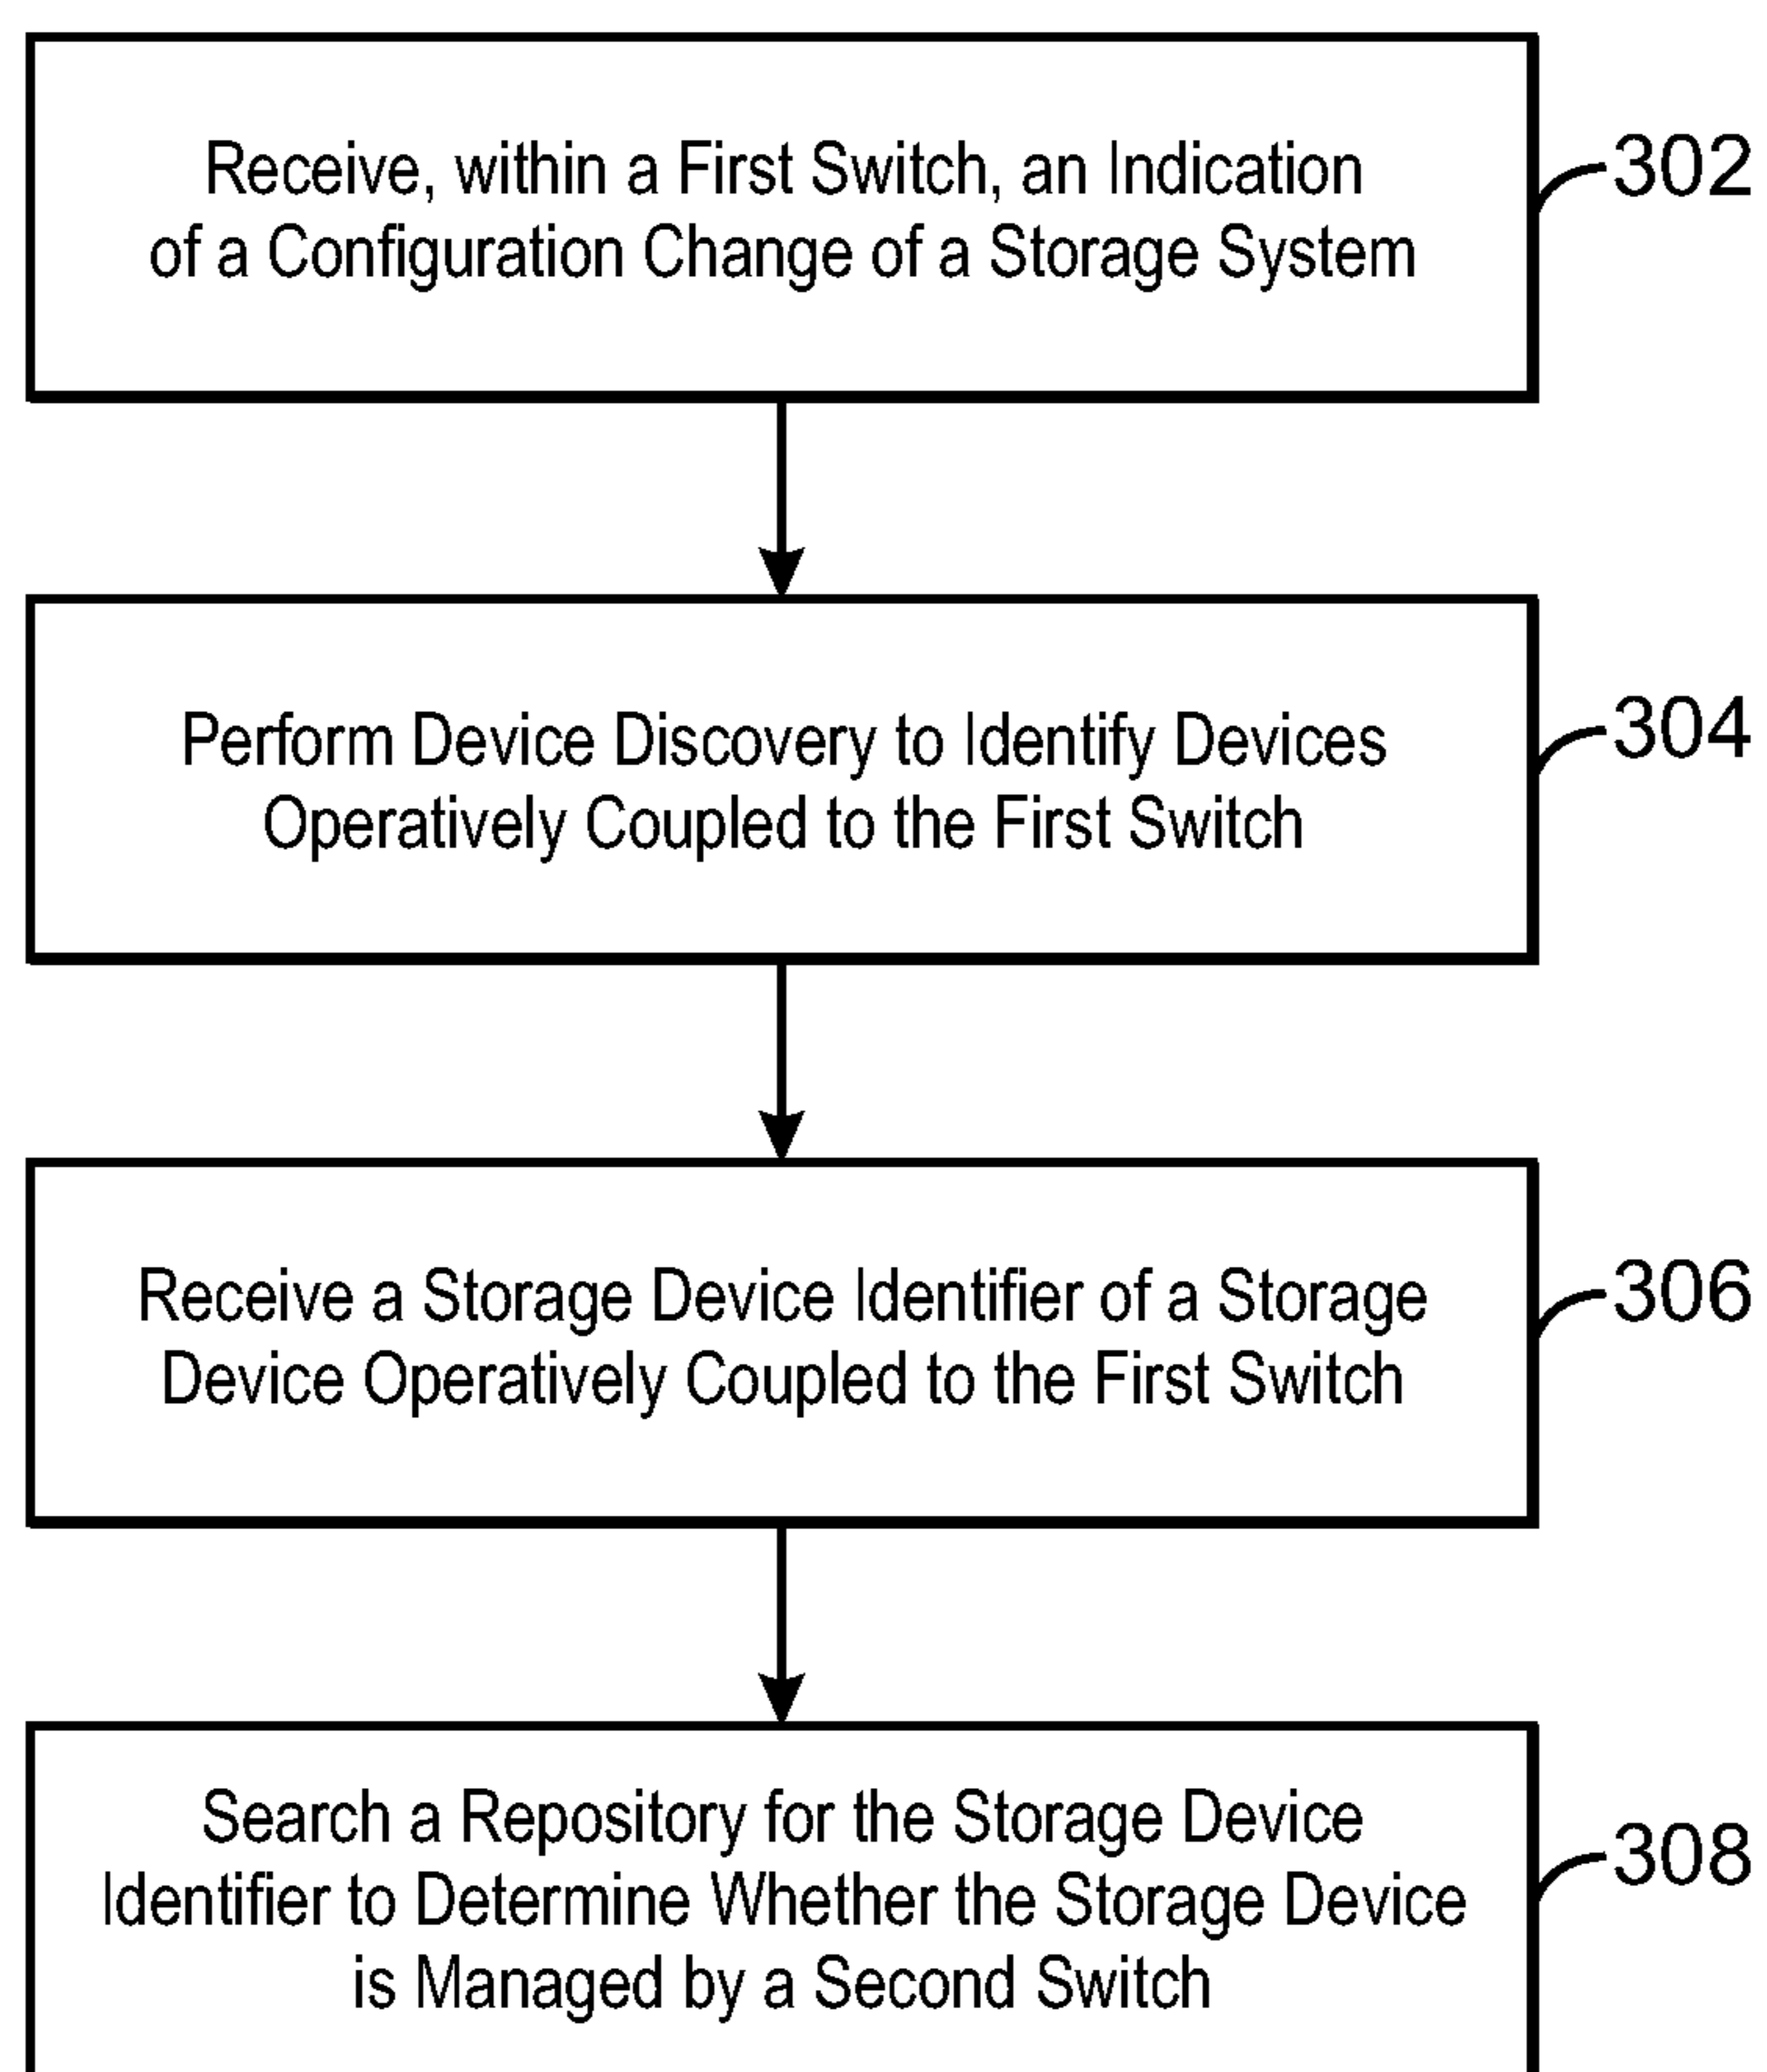 Receive, within a First Switch, an Indication
of a Configuration Change of a Storage System
302
Perform Device Discovery to Identify Devices
Operatively Coupled to the First Switch
304
Receive a Storage Device Identifier of a Storage
Device Operatively Coupled to the First Switch
306
Search a Repository for the Storage Device
Identifier to Determine Whether the Storage Device
is Managed by a Second Switch
308